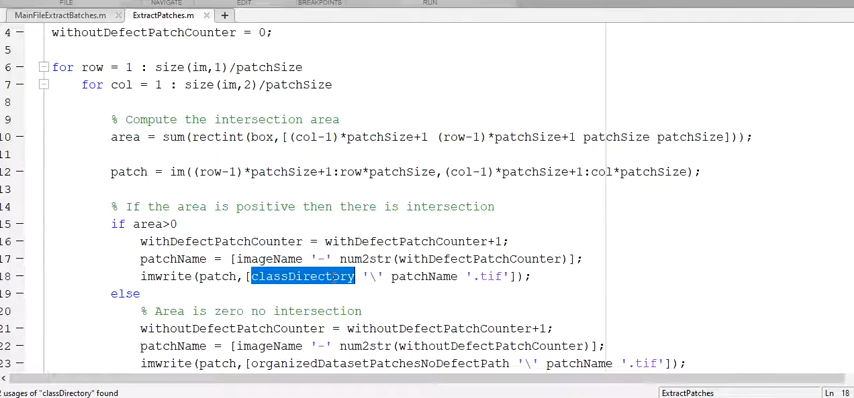 FILE NAVIGATE EDIT BREAKPOINTS RUN
MainFileExtractBatches.m × ExtractPatches.m × +
4 — withoutDefectPatchCounter = 0;
5
6 — for row = 1 : size(im,1)/patchSize
7 — for col = 1 : size(im,2)/patchSize
8
9 % Compute the intersection area
10 — area = sum(rectint(box,[(col-1)*patchSize+1 (row-1)*patchSize+1 patchSize patchSize]));
11
12 — patch = im((row-1)*patchSize+1:row*patchSize,(col-1)*patchSize+1:col*patchSize);
13
14 % If the area is positive then there is intersection
15 — if area>0
16 — withDefectPatchCounter = withDefectPatchCounter+1;
17 — patchName = [imageName '-' num2str(withDefectPatchCounter)];
18 — imwrite(patch,[classDirectory '\' patchName '.tif']);
19 — else
20 % Area is zero no intersection
21 — withoutDefectPatchCounter = withoutDefectPatchCounter+1;
22 — patchName = [imageName '-' num2str(withoutDefectPatchCounter)];
23 — imwrite(patch,[organizedDatasetPatchesNoDefectPath '\' patchName '.tif']);
2 usages of "classDirectory" found ExtractPatches Ln 18